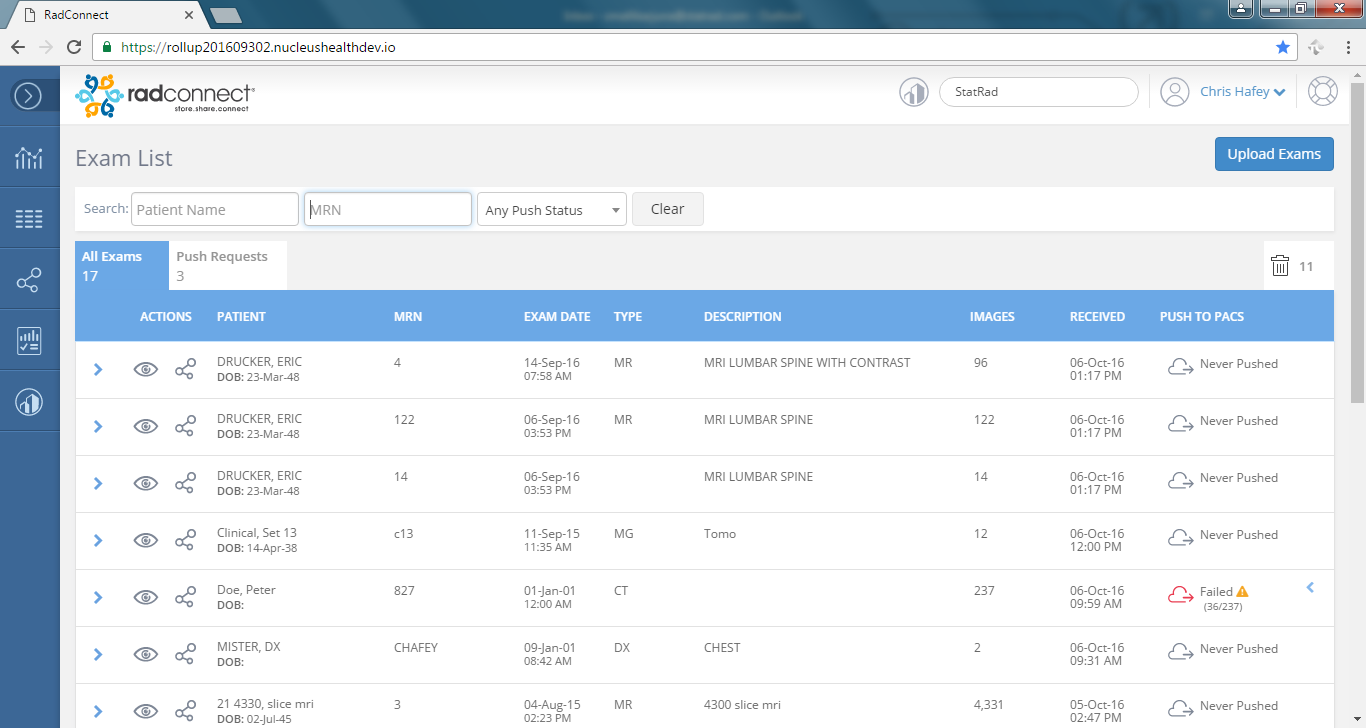 RadConnect
https://rollup201609302.nucleushealthdev.io
radconnect
store.share.connect
StatRad
Chris Hafey
Exam List
Upload Exams
Search: Patient Name MRN Any Push Status Clear
All Exams Push Requests
17 3 11
ACTIONS PATIENT MRN EXAM DATE TYPE DESCRIPTION IMAGES RECEIVED PUSH TO PACS
DRUCKER, ERIC 4 14-Sep-16 MR MRI LUMBAR SPINE WITH CONTRAST 96 06-Oct-16 Never Pushed
DOB: 23-Mar-48 07:58 AM 01:17 PM
DRUCKER, ERIC 122 06-Sep-16 MR MRI LUMBAR SPINE 122 06-Oct-16 Never Pushed
DOB: 23-Mar-48 03:53 PM 01:17 PM
DRUCKER, ERIC 14 06-Sep-16 MRI LUMBAR SPINE 14 06-Oct-16 Never Pushed
DOB: 23-Mar-48 03:53 PM 01:17 PM
Clinical, Set 13 c13 11-Sep-15 MG Tomo 12 06-Oct-16 Never Pushed
DOB: 14-Apr-38 11:35 AM 12:00 PM
Doe, Peter 827 01-Jan-01 CT 237 06-Oct-16 Failed
DOB: 12:00 AM 09:59 AM (36/237)
MISTER, DX CHAFEY 09-Jan-01 DX CHEST 2 06-Oct-16 Never Pushed
DOB: 08:42 AM 09:31 AM
21 4330, slice mri 3 04-Aug-15 MR 4300 slice mri 4,331 05-Oct-16 Never Pushed
DOB: 02-Jul-45 02:23 PM 02:47 PM